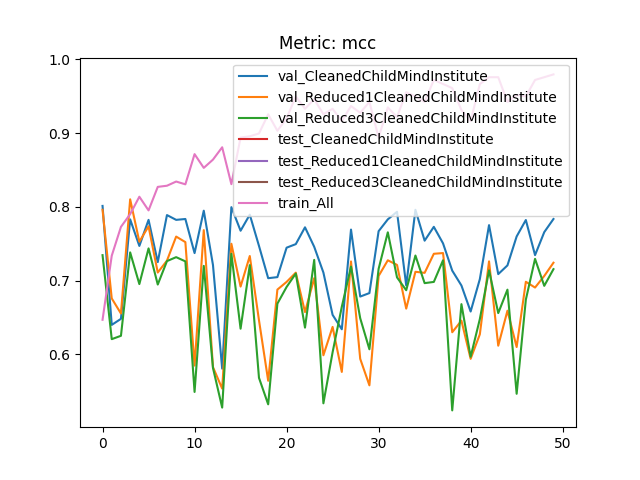 Metric: mcc
1.0
0.9
0.8
0.7
0.6
val_CleanedChildMindInstitute
val_Reduced1CleanedChildMindInstitute
val_Reduced3CleanedChildMindInstitute
test_CleanedChildMindInstitute
test_Reduced1CleanedChildMindInstitute
test_Reduced3CleanedChildMindInstitute
train_All
0
10
20
30
40
50